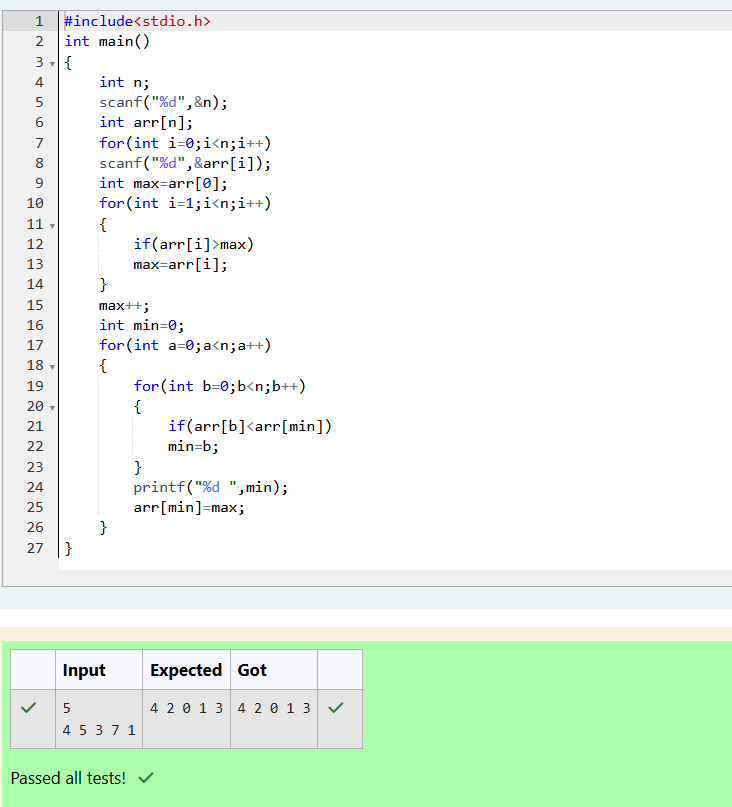 1 #include<stdio.h>
2 int main()
3 {
4 int n;
5 scanf("%d",&n);
6 int arr[n];
7 for(int i=0;i<n;i++)
8 scanf("%d",&arr[i]);
9 int max=arr[0];
10 for(int i=1;i<n;i++)
11 {
12 if(arr[i]>max)
13 max=arr[i];
14 }
15 max++;
16 int min=0;
17 for(int a=0;a<n;a++)
18 {
19 for(int b=0;b<n;b++)
20 {
21 if(arr[b]<arr[min])
22 min=b;
23 }
24 printf("%d ",min);
25 arr[min]=max;
26 }
27 }
Input Expected Got
5 4 2 0 1 3 4 2 0 1 3
4 5 3 7 1
Passed all tests!